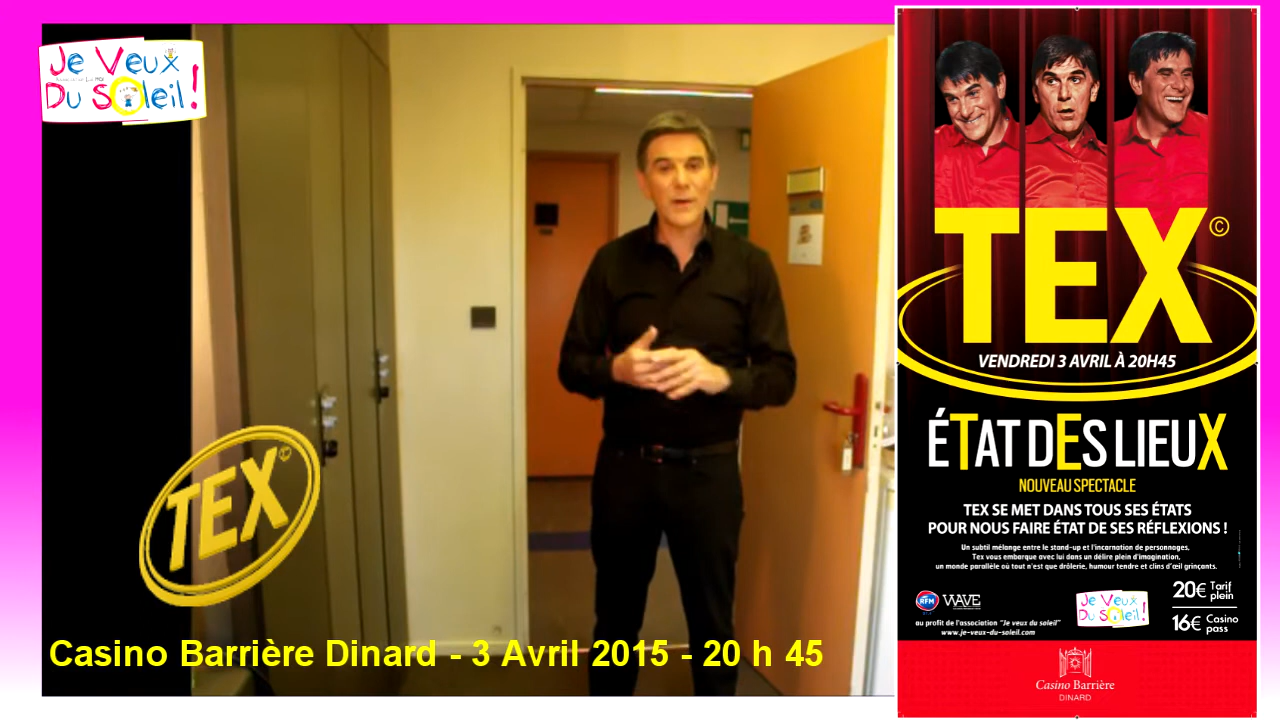 Je Veux
Du Soleil !
TEX
Casino Barrière Dinard - 3 Avril 2015 - 20 h 45
TEX©
VENDREDI 3 AVRIL À 20H45
ÉTAT DES LIEUX
NOUVEAU SPECTACLE
TEX SE MET DANS TOUS SES ÉTATS
POUR NOUS FAIRE ÉTAT DE SES RÉFLEXIONS !
Un subtil mélange entre le stand-up et l'incarnation de personnages,
Tex vous embarque avec lui dans un délire plein d'imagination,
un monde parallèle où tout n'est que drôlerie, humour tendre et clins d'œil grinçants.
RFM WAVE
au profit de l'association "Je veux du soleil"
www.je-veux-du-soleil.com
Je Veux
Du Soleil !
20€ Tarif plein
16€ Casino pass
Casino Barrière
DINARD